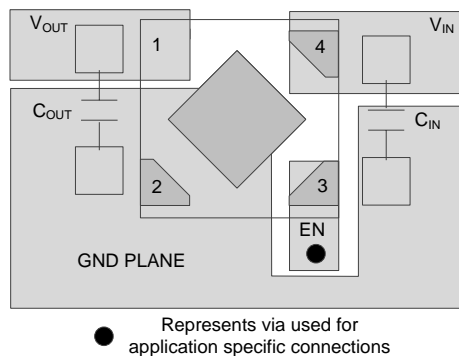 VOUT
1
4
VIN
COUT
CIN
2
3
EN
GND PLANE
Represents via used for
application specific connections